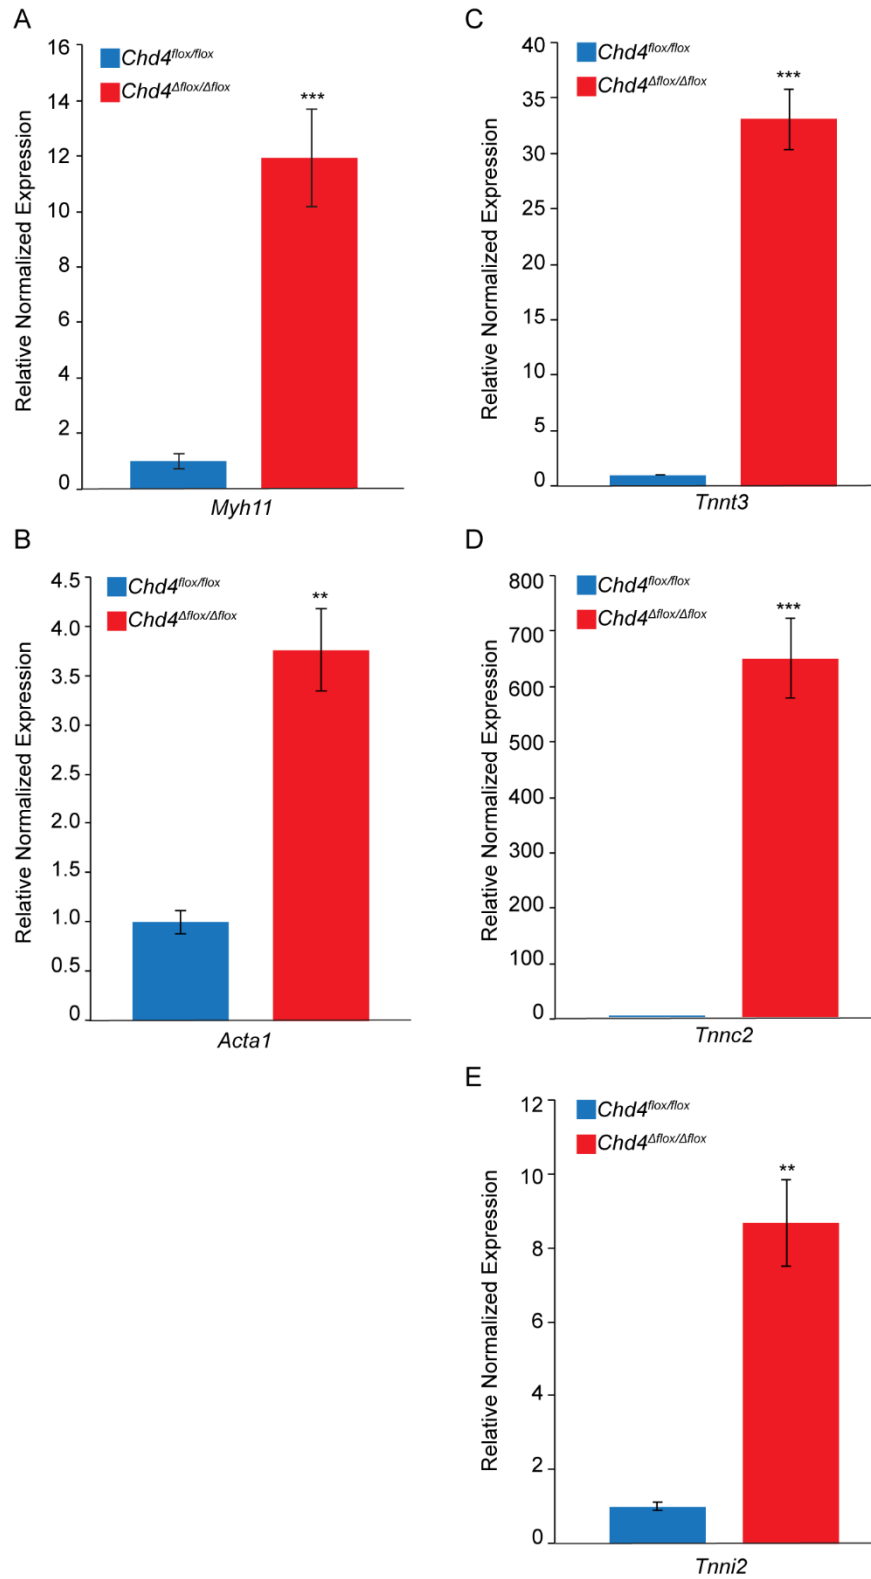 A
Relative Normalized Expression
16
14
12
10
8
6
4
2
0
Chd4flox/flox
Chd4Δflox/Δflox
***
Myh11
B
Relative Normalized Expression
4.5
4.0
3.5
3.0
2.5
2.0
1.5
1.0
0.5
0
Chd4flox/flox
Chd4Δflox/Δflox
**
Acta1
C
Relative Normalized Expression
40
35
30
25
20
15
10
5
0
Chd4flox/flox
Chd4Δflox/Δflox
***
Tnnt3
D
Relative Normalized Expression
800
700
600
500
400
300
200
100
0
Chd4flox/flox
Chd4Δflox/Δflox
***
Tnnc2
E
Relative Normalized Expression
12
10
8
6
4
2
0
Chd4flox/flox
Chd4Δflox/Δflox
**
Tnni2